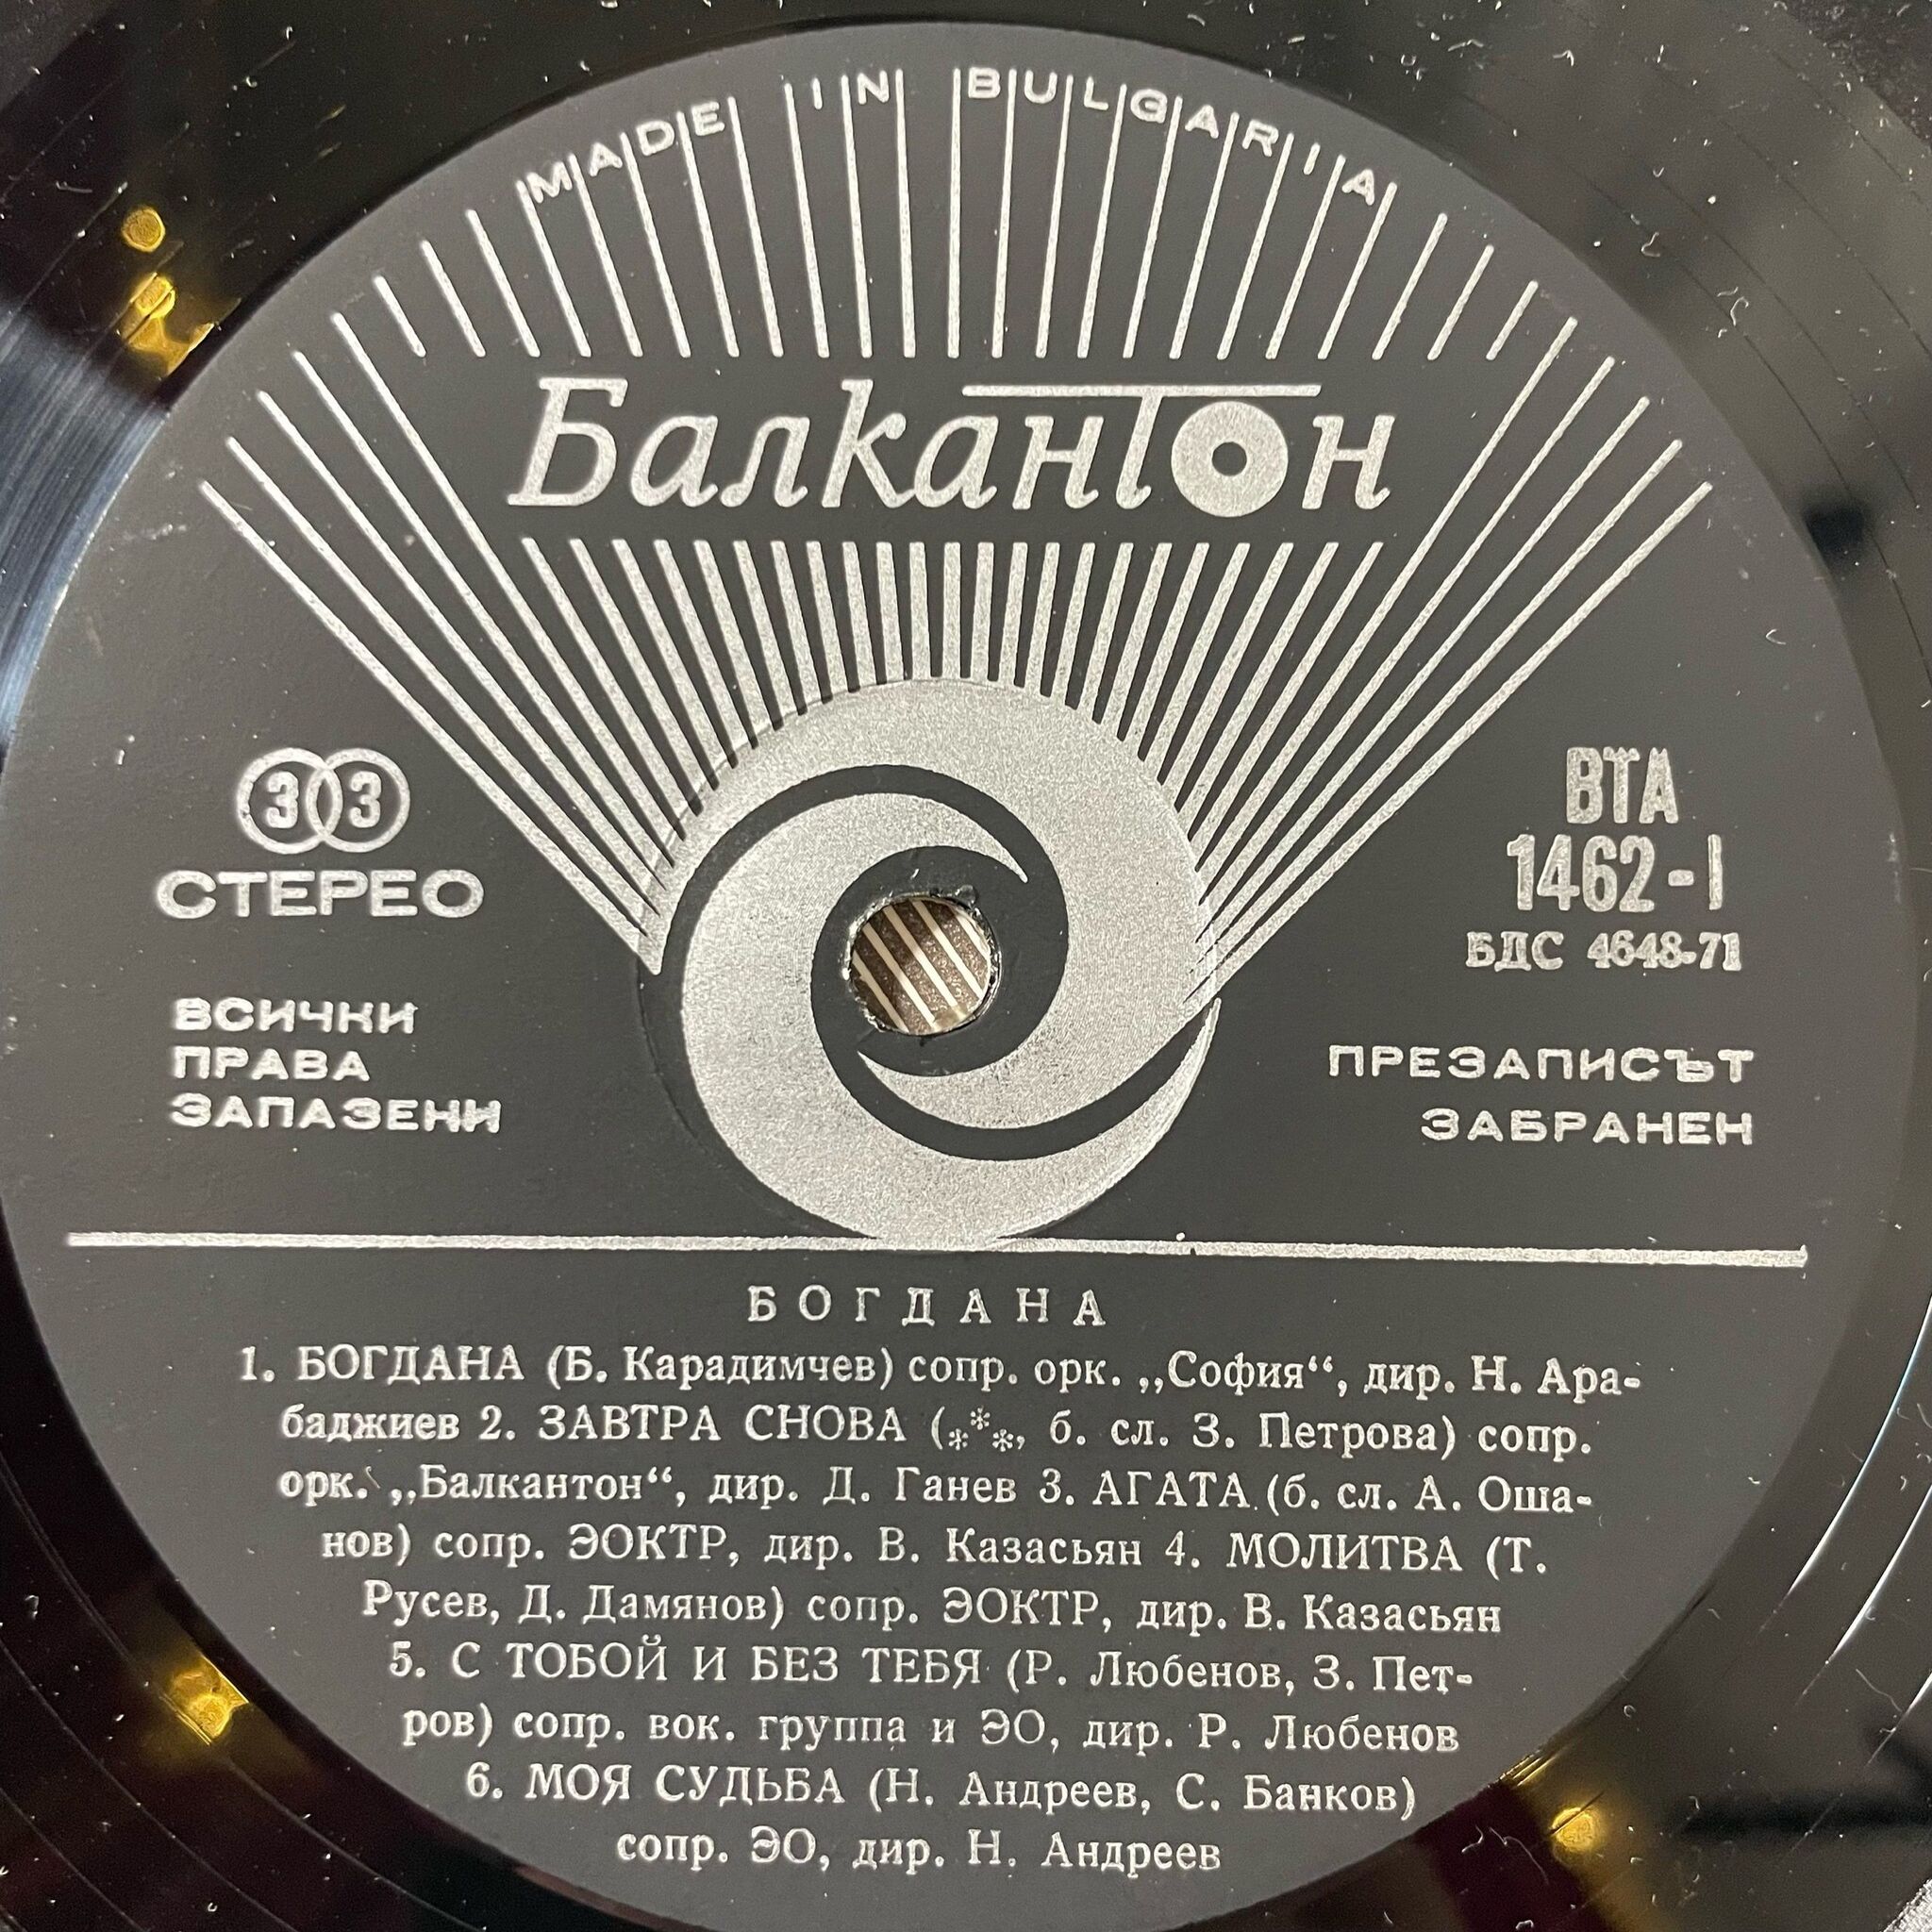 MADE IN BULGARIA
Балкантон
33
СТЕРЕО
ВСИЧКИ
ПРАВА
ЗАПАЗЕНИ
ВТА
1462-I
БДС 4648-71
ПРЕЗАПИСЪТ
ЗАБРАНЕН
БОГДАНА
1. БОГДАНА (Б. Карадимчев) сопр. орк. „София“, дир. Н. Ара-
баджиев 2. ЗАВТРА СНОВА (***, б. сл. З. Петрова) сопр.
орк. „Балкантон“, дир. Д. Ганев 3. АГАТА (б. сл. А. Оша-
нов) сопр. ЭОКТР, дир. В. Казасьян 4. МОЛИТВА (Т.
Русев, Д. Дамянов) сопр. ЭОКТР, дир. В. Казасьян
5. С ТОБОЙ И БЕЗ ТЕБЯ (Р. Любенов, З. Пет-
ров) сопр. вок. группа и ЭО, дир. Р. Любенов
6. МОЯ СУДЬБА (Н. Андреев, С. Банков)
сопр. ЭО, дир. Н. Андреев